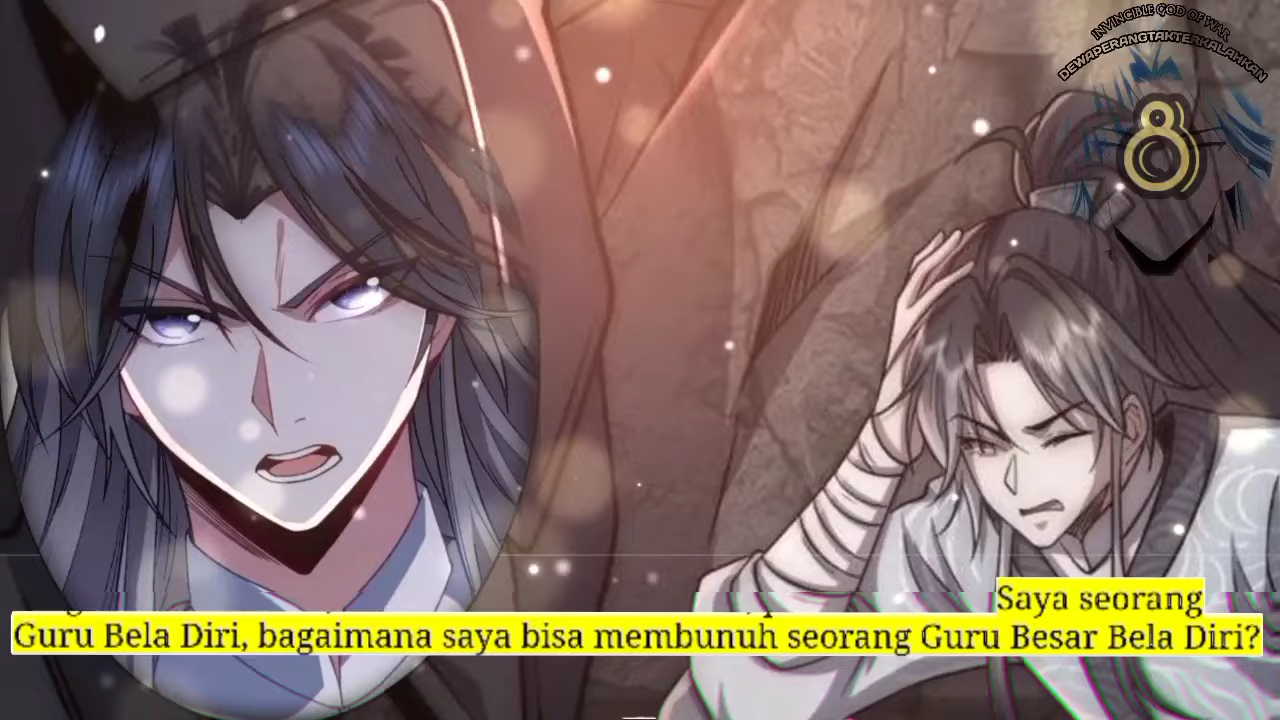 INVINCIBLE GOD OF WAR
DEWAPERANGTAKTERKALAHKAN
8
Saya seorang
Guru Bela Diri, bagaimana saya bisa membunuh seorang Guru Besar Bela Diri?